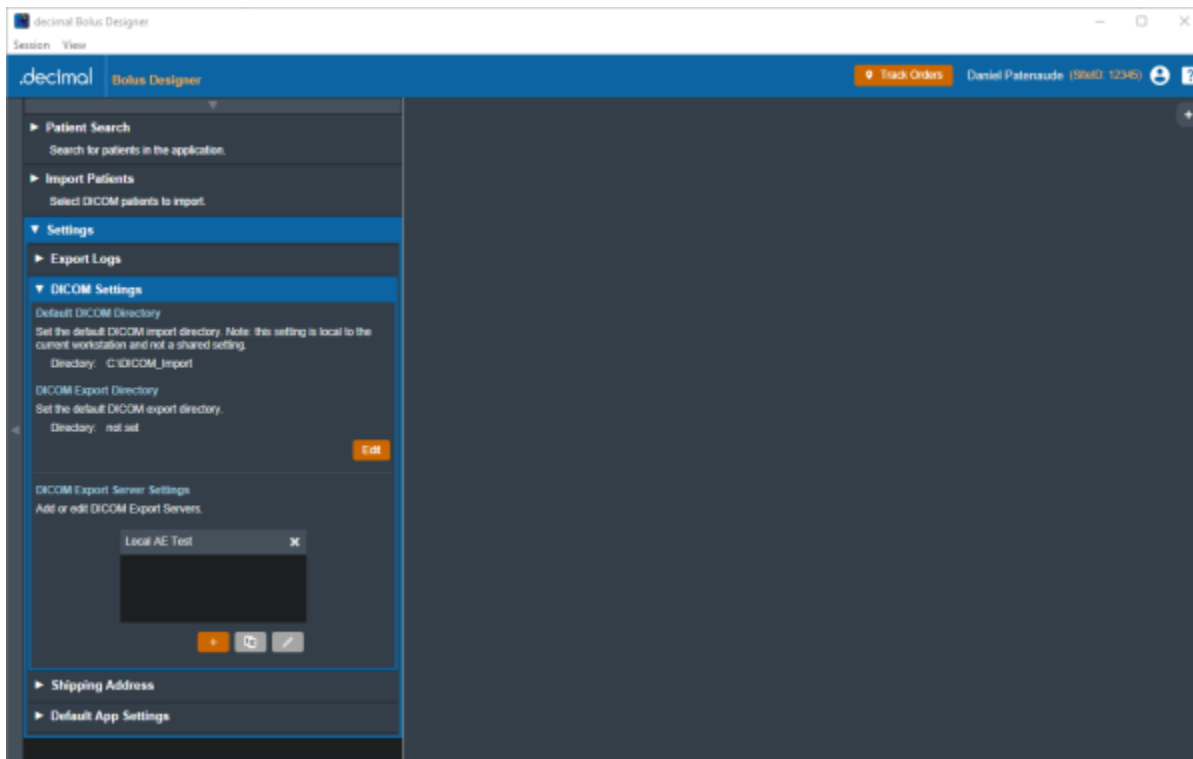 decimal Bolus Designer
Session View
.decimal Bolus Designer Track Orders Daniel Patenaude (SiteID: 12345) ?
Patient Search
Search for patients in the application.
Import Patients
Select DICOM patients to import.
Settings
Export Logs
DICOM Settings
Default DICOM Directory
Set the default DICOM import directory. Note: this setting is local to the
current workstation and not a shared setting.
Directory: C:\DICOM_Import
DICOM Export Directory
Set the default DICOM export directory.
Directory: not set
Edit
DICOM Export Server Settings
Add or edit DICOM Export Servers.
Local AE Test
Shipping Address
Default App Settings